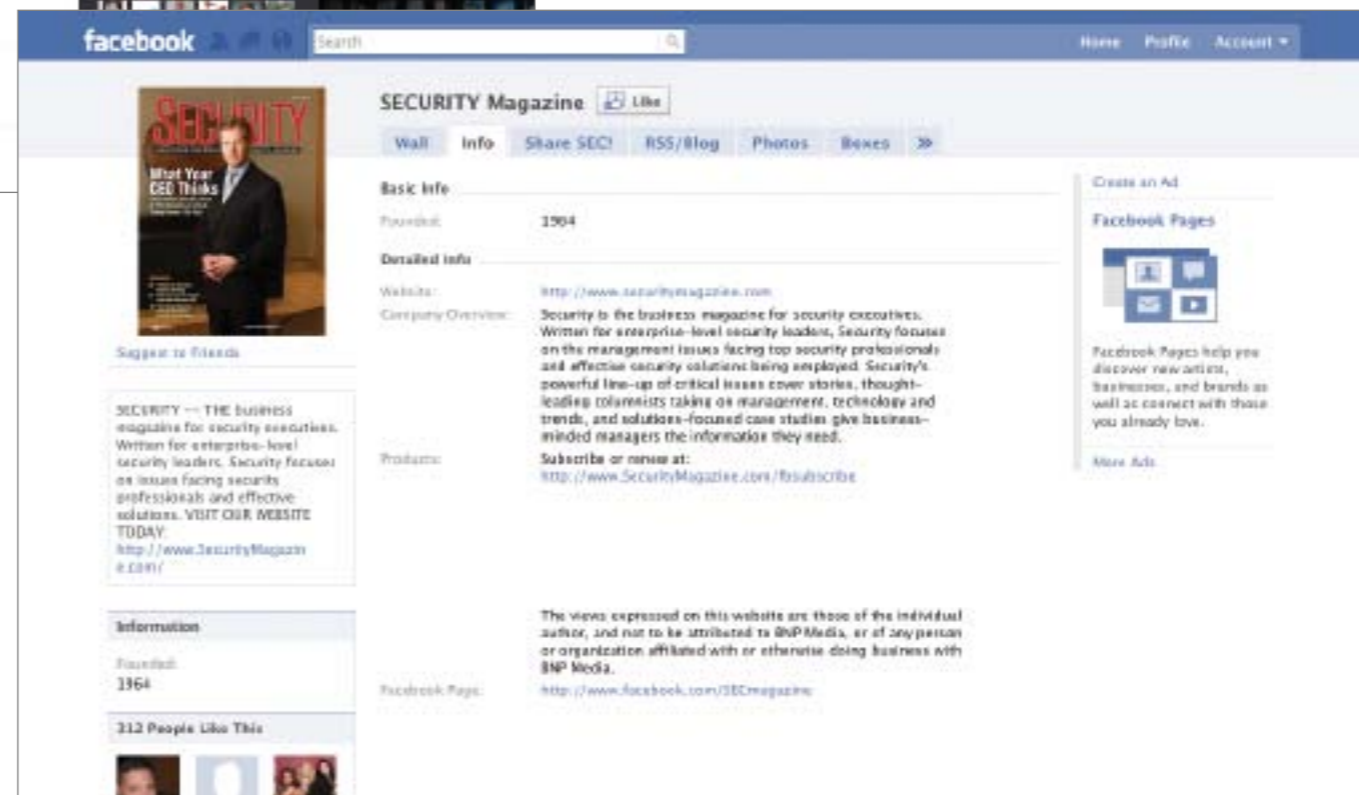 facebook
Search
Home Profile Account
SECURITY
What Your
CEO Thinks
SECURITY Magazine Like
Wall Info Share SEC! RSS/Blog Photos Boxes »
Suggest to Friends
SECURITY -- THE business
magazine for security executives.
Written for enterprise-level
security leaders, Security focuses
on issues facing security
professionals and effective
solutions. VISIT OUR WEBSITE
TODAY:
http://www.SecurityMagazin
e.com/
Information
Founded:
1964
312 People Like This
Basic Info
Founded: 1964
Detailed Info
Website: http://www.securitymagazine.com
Company Overview: Security is the business magazine for security executives.
Written for enterprise-level security leaders, Security focuses
on the management issues facing top security professionals
and effective security solutions being employed. Security's
powerful line-up of critical issues cover stories, thought-
leading columnists taking on management, technology and
trends, and solutions-focused case studies give business-
minded managers the information they need.
Products: Subscribe or renew at:
http://www.SecurityMagazine.com/fbsubscribe
The views expressed on this website are those of the individual
author, and not to be attributed to BNP Media, or of any person
or organization affiliated with or otherwise doing business with
BNP Media.
Facebook Page: http://www.facebook.com/SECmagazine
Create an Ad
Facebook Pages
Facebook Pages help you
discover new artists,
businesses, and brands as
well as connect with those
you already love.
More Ads